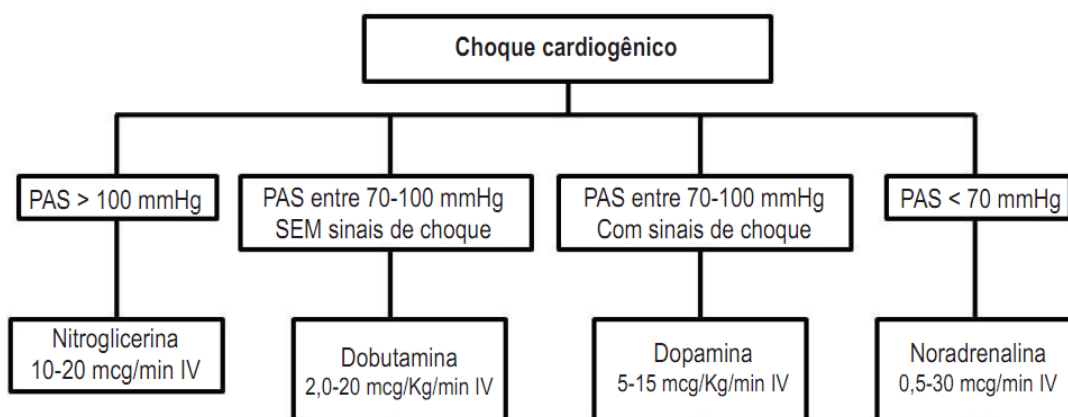 Choque cardiogênico
PAS > 100 mmHg
PAS entre 70-100 mmHg
SEM sinais de choque
PAS entre 70-100 mmHg
Com sinais de choque
PAS < 70 mmHg
Nitroglicerina
10-20 mcg/min IV
Dobutamina
2,0-20 mcg/Kg/min IV
Dopamina
5-15 mcg/Kg/min IV
Noradrenalina
0,5-30 mcg/min IV